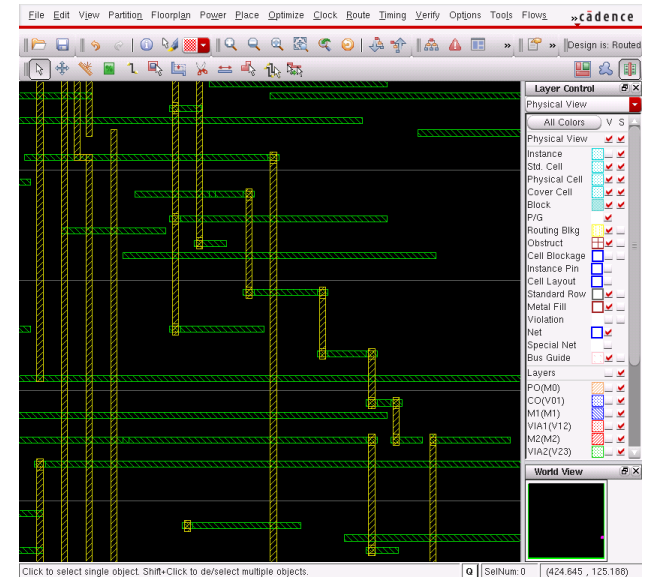 File Edit View Partition Floorplan Power Place Optimize Clock Route Timing Verify Options Tools Flows » cādence
» » Design is: Routed
Layer Control
Physical View
All Colors V S
Physical View
Instance
Std. Cell
Physical Cell
Cover Cell
Block
P/G
Routing Blkg
Obstruct
Cell Blockage
Instance Pin
Cell Layout
Standard Row
Metal Fill
Violation
Net
Special Net
Bus Guide
Layers
PO(M0)
CO(V01)
M1(M1)
VIA1(V12)
M2(M2)
VIA2(V23)
World View
Click to select single object. Shift+Click to de/select multiple objects. Q SelNum: 0 (424.645 , 125.188)